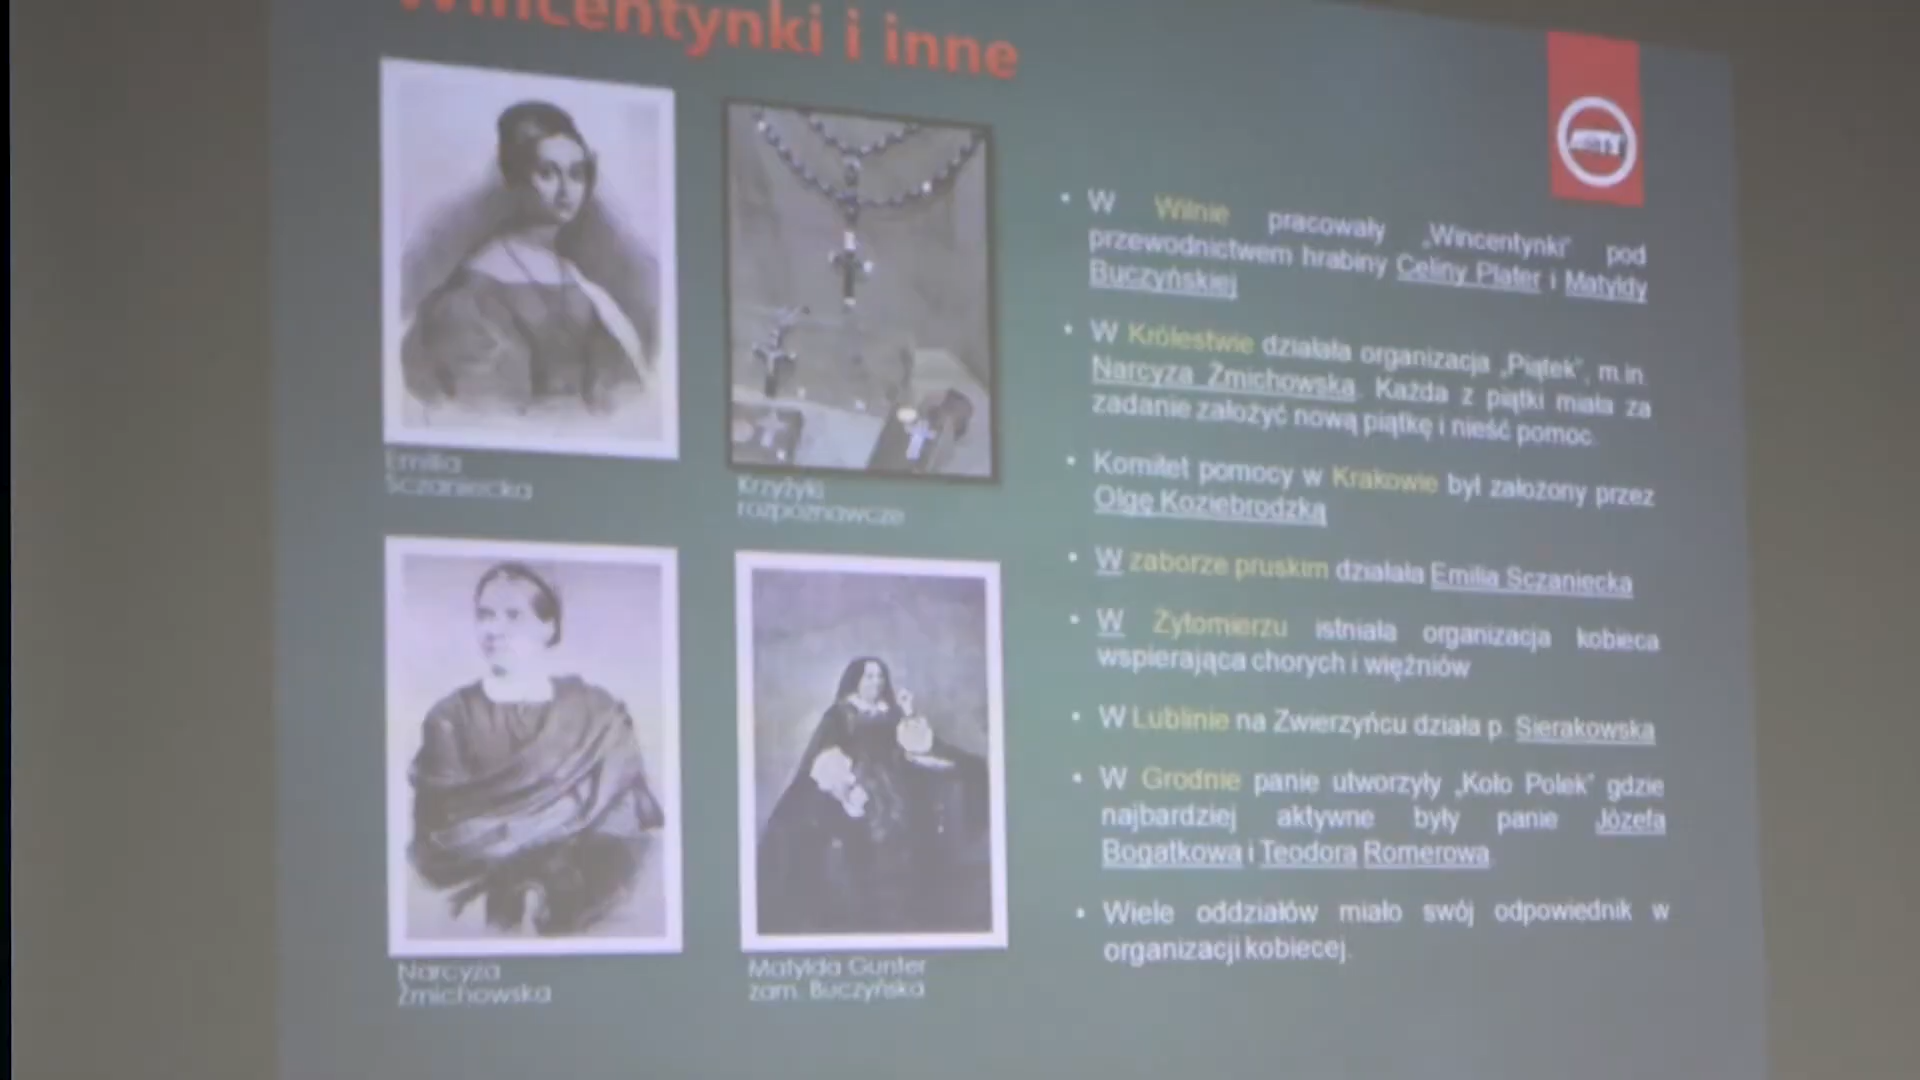 Wincentynki i inne
Emilia
Sczaniecka
Krzyżyki
rozpoznawcze
Narcyza
Żmichowska
Matylda Gunter
zam. Buczyńska
• W Wilnie pracowały „Wincentynki” pod
przewodnictwem hrabiny Celiny Plater i Matyldy
Buczyńskiej
• W Królestwie działała organizacja „Piątek”, m.in.
Narcyza Żmichowska. Każda z piątki miała za
zadanie założyć nową piątkę i nieść pomoc.
• Komitet pomocy w Krakowie był założony przez
Olgę Koziebrodzką
• W zaborze pruskim działała Emilia Sczaniecka
• W Żytomierzu istniała organizacja kobieca
wspierająca chorych i więźniów
• W Lublinie na Zwierzyńcu działa p. Sierakowska
• W Grodnie panie utworzyły „Koło Polek” gdzie
najbardziej aktywne były panie Józefa
Bogatkowa i Teodora Romerowa
• Wiele oddziałów miało swój odpowiednik w
organizacji kobiecej.